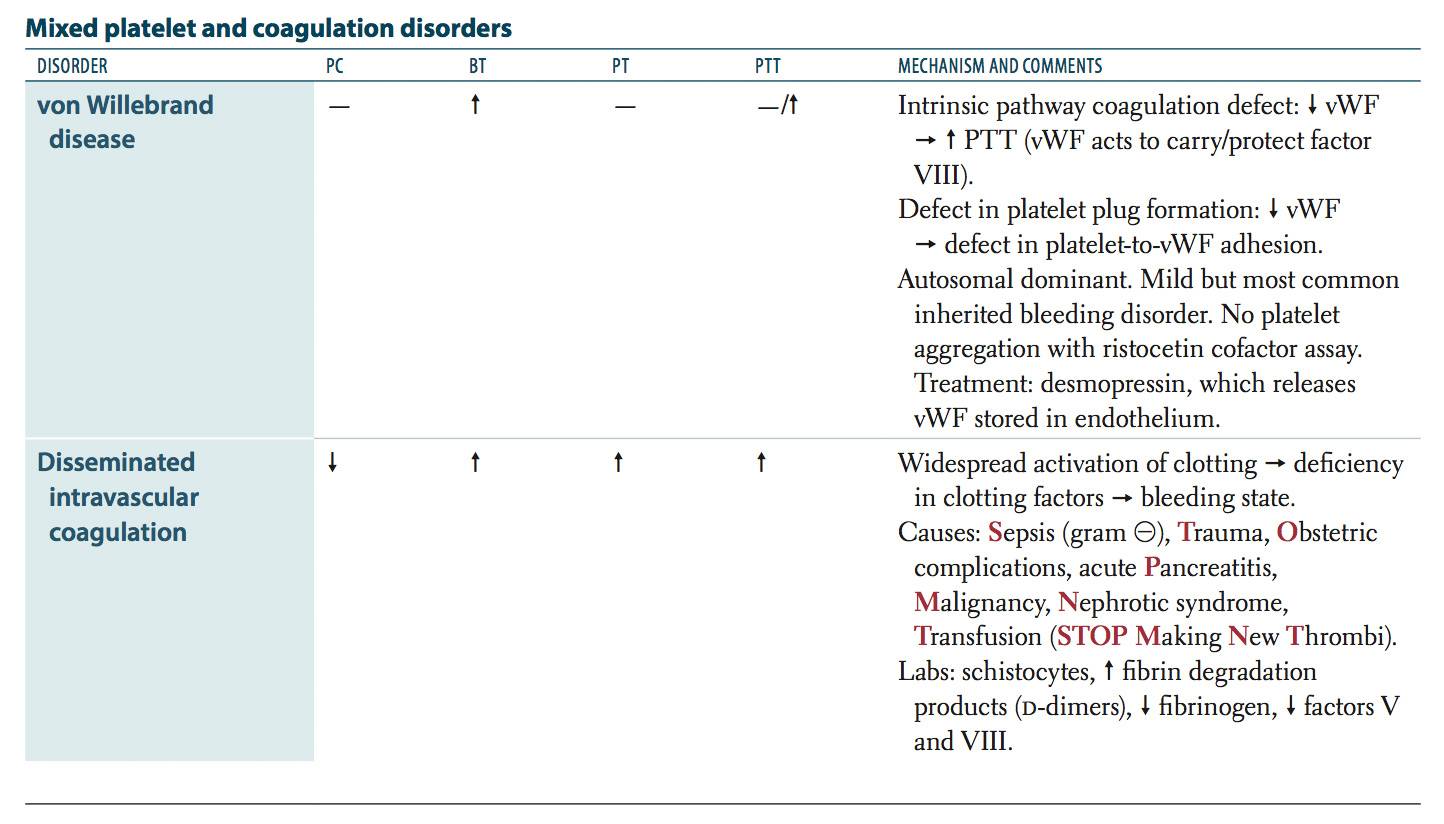 Mixed platelet and coagulation disorders
DISORDER PC BT PT PTT MECHANISM AND COMMENTS
von Willebrand
disease
— ↑ — —/↑
Intrinsic pathway coagulation defect: ↓ vWF
→ ↑ PTT (vWF acts to carry/protect factor
VIII).
Defect in platelet plug formation: ↓ vWF
→ defect in platelet-to-vWF adhesion.
Autosomal dominant. Mild but most common
inherited bleeding disorder. No platelet
aggregation with ristocetin cofactor assay.
Treatment: desmopressin, which releases
vWF stored in endothelium.
Disseminated
intravascular
coagulation
↓ ↑ ↑ ↑
Widespread activation of clotting → deficiency
in clotting factors → bleeding state.
Causes: Sepsis (gram ⊖), Trauma, Obstetric
complications, acute Pancreatitis,
Malignancy, Nephrotic syndrome,
Transfusion (STOP Making New Thrombi).
Labs: schistocytes, ↑ fibrin degradation
products (D-dimers), ↓ fibrinogen, ↓ factors V
and VIII.